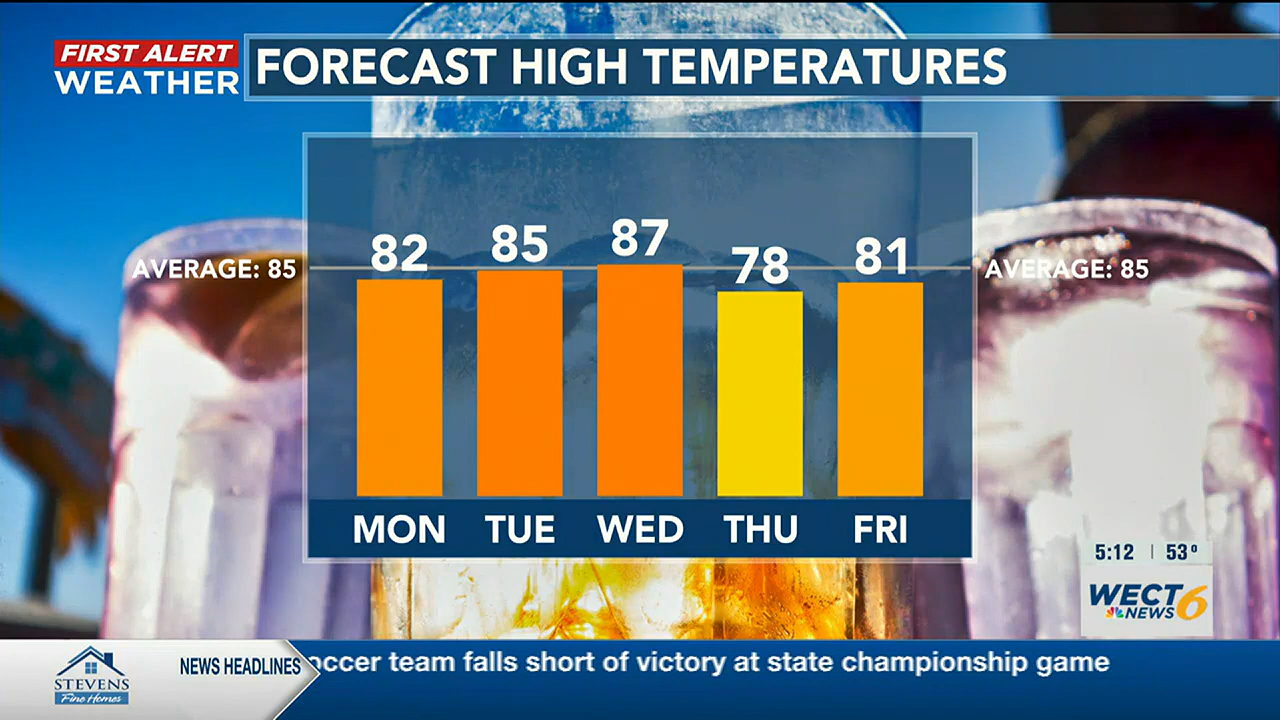 FIRST ALERT
WEATHER
FORECAST HIGH TEMPERATURES
AVERAGE: 85
82
85
87
78
81
AVERAGE: 85
MON
TUE
WED
THU
FRI
5:12 | 53°
WECT 6
NEWS
STEVENS
Fine Homes
NEWS HEADLINES
occer team falls short of victory at state championship game